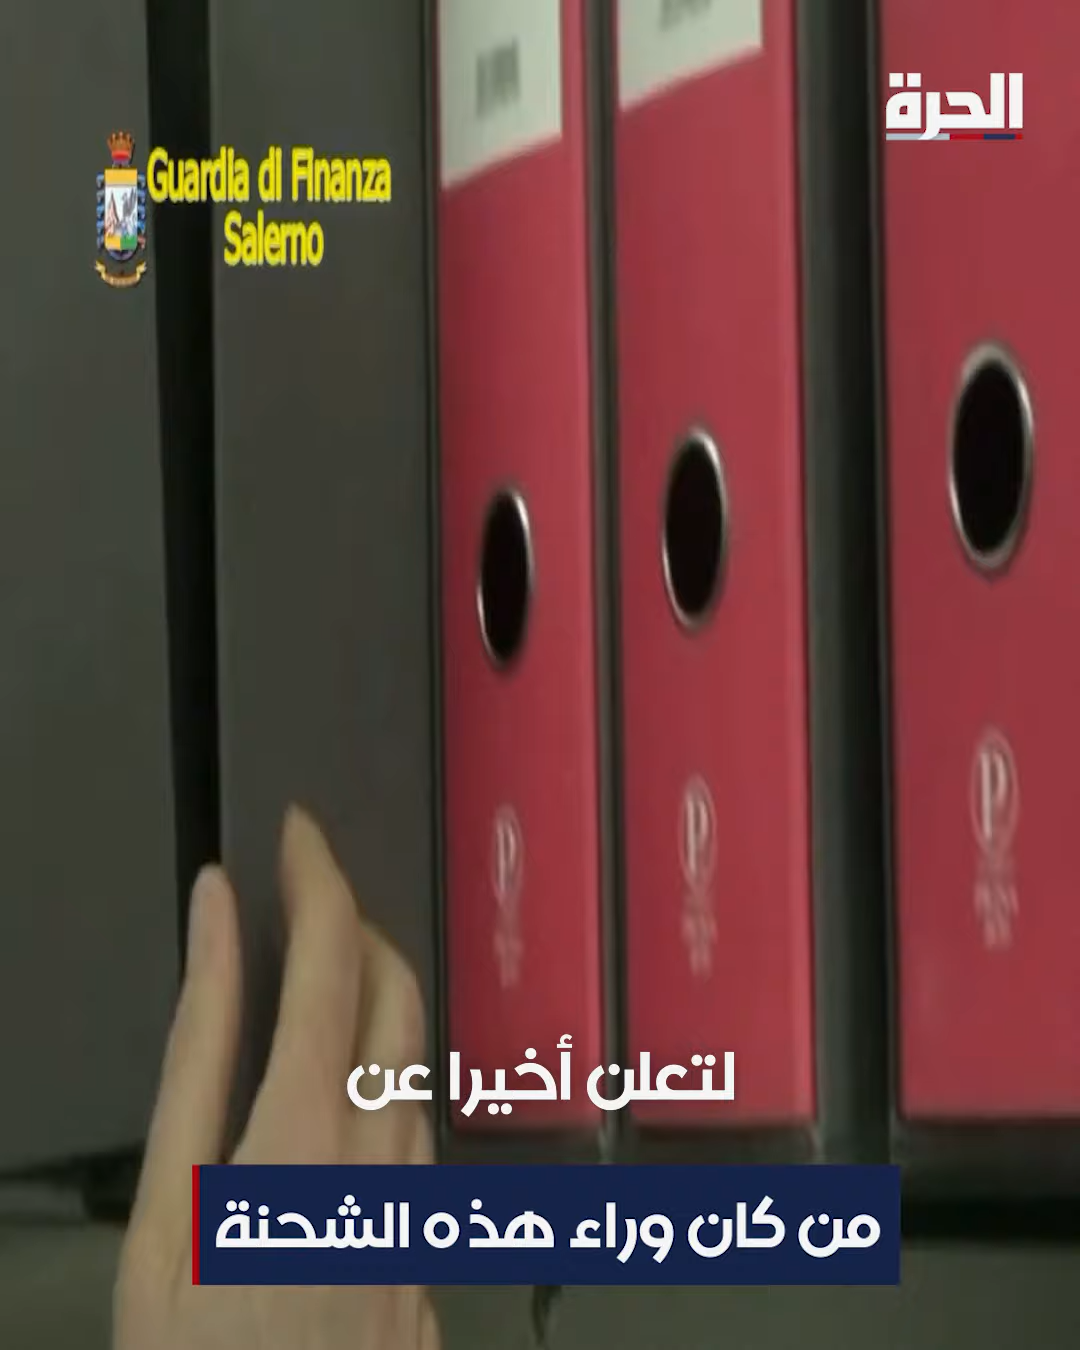 الحرة
Guardia di Finanza
Salerno
لتعلن أخيرا عن
من كان وراء هذه الشحنة